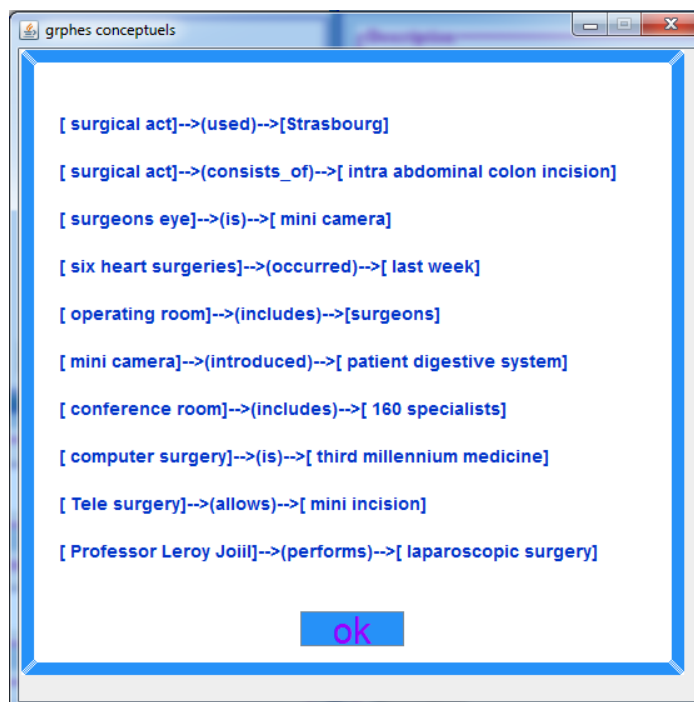 grphes conceptuels
[ surgical act]-->(used)-->[Strasbourg]
[ surgical act]-->(consists_of)-->[ intra abdominal colon incision]
[ surgeons eye]-->(is)-->[ mini camera]
[ six heart surgeries]-->(occurred)-->[ last week]
[ operating room]-->(includes)-->[surgeons]
[ mini camera]-->(introduced)-->[ patient digestive system]
[ conference room]-->(includes)-->[ 160 specialists]
[ computer surgery]-->(is)-->[ third millennium medicine]
[ Tele surgery]-->(allows)-->[ mini incision]
[ Professor Leroy Joiil]-->(performs)-->[ laparoscopic surgery]
ok